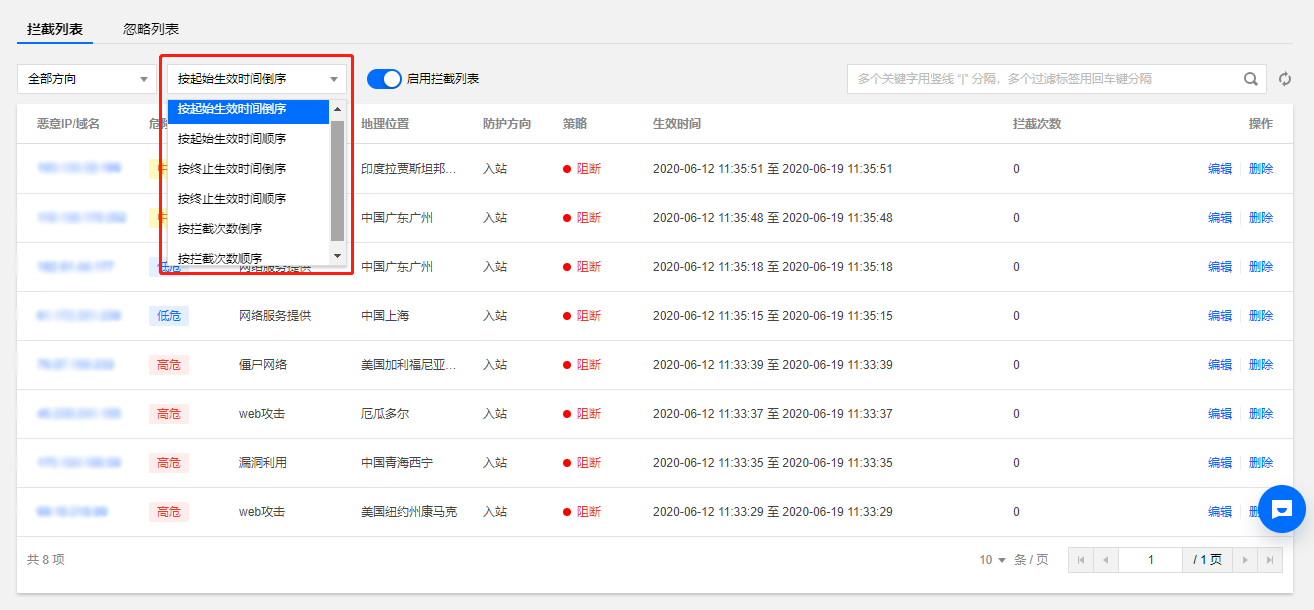 拦截列表 忽略列表
全部方向 按起始生效时间倒序 启用拦截列表 多个关键字用竖线 “|” 分隔，多个过滤标签用回车键分隔
按起始生效时间倒序
按起始生效时间顺序
按终止生效时间倒序
按终止生效时间顺序
按拦截次数倒序
按拦截次数顺序
恶意IP/域名 地理位置 防护方向 策略 生效时间 拦截次数 操作
印度拉贾斯坦邦... 入站 阻断 2020-06-12 11:35:51 至 2020-06-19 11:35:51 0 编辑 删除
中国广东广州 入站 阻断 2020-06-12 11:35:48 至 2020-06-19 11:35:48 0 编辑 删除
低危 网络服务提供 中国广东广州 入站 阻断 2020-06-12 11:35:18 至 2020-06-19 11:35:18 0 编辑 删除
低危 网络服务提供 中国上海 入站 阻断 2020-06-12 11:35:15 至 2020-06-19 11:35:15 0 编辑 删除
高危 僵尸网络 美国加利福尼亚... 入站 阻断 2020-06-12 11:33:39 至 2020-06-19 11:33:39 0 编辑 删除
高危 web攻击 厄瓜多尔 入站 阻断 2020-06-12 11:33:37 至 2020-06-19 11:33:37 0 编辑 删除
高危 漏洞利用 中国青海西宁 入站 阻断 2020-06-12 11:33:35 至 2020-06-19 11:33:35 0 编辑 删除
高危 web攻击 美国纽约州康马克 入站 阻断 2020-06-12 11:33:29 至 2020-06-19 11:33:29 0 编辑
共 8 项 10 条 / 页 1 / 1 页